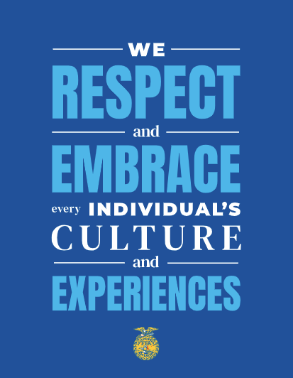 WE
RESPECT
and
EMBRACE
every INDIVIDUAL'S
CULTURE
and
EXPERIENCES